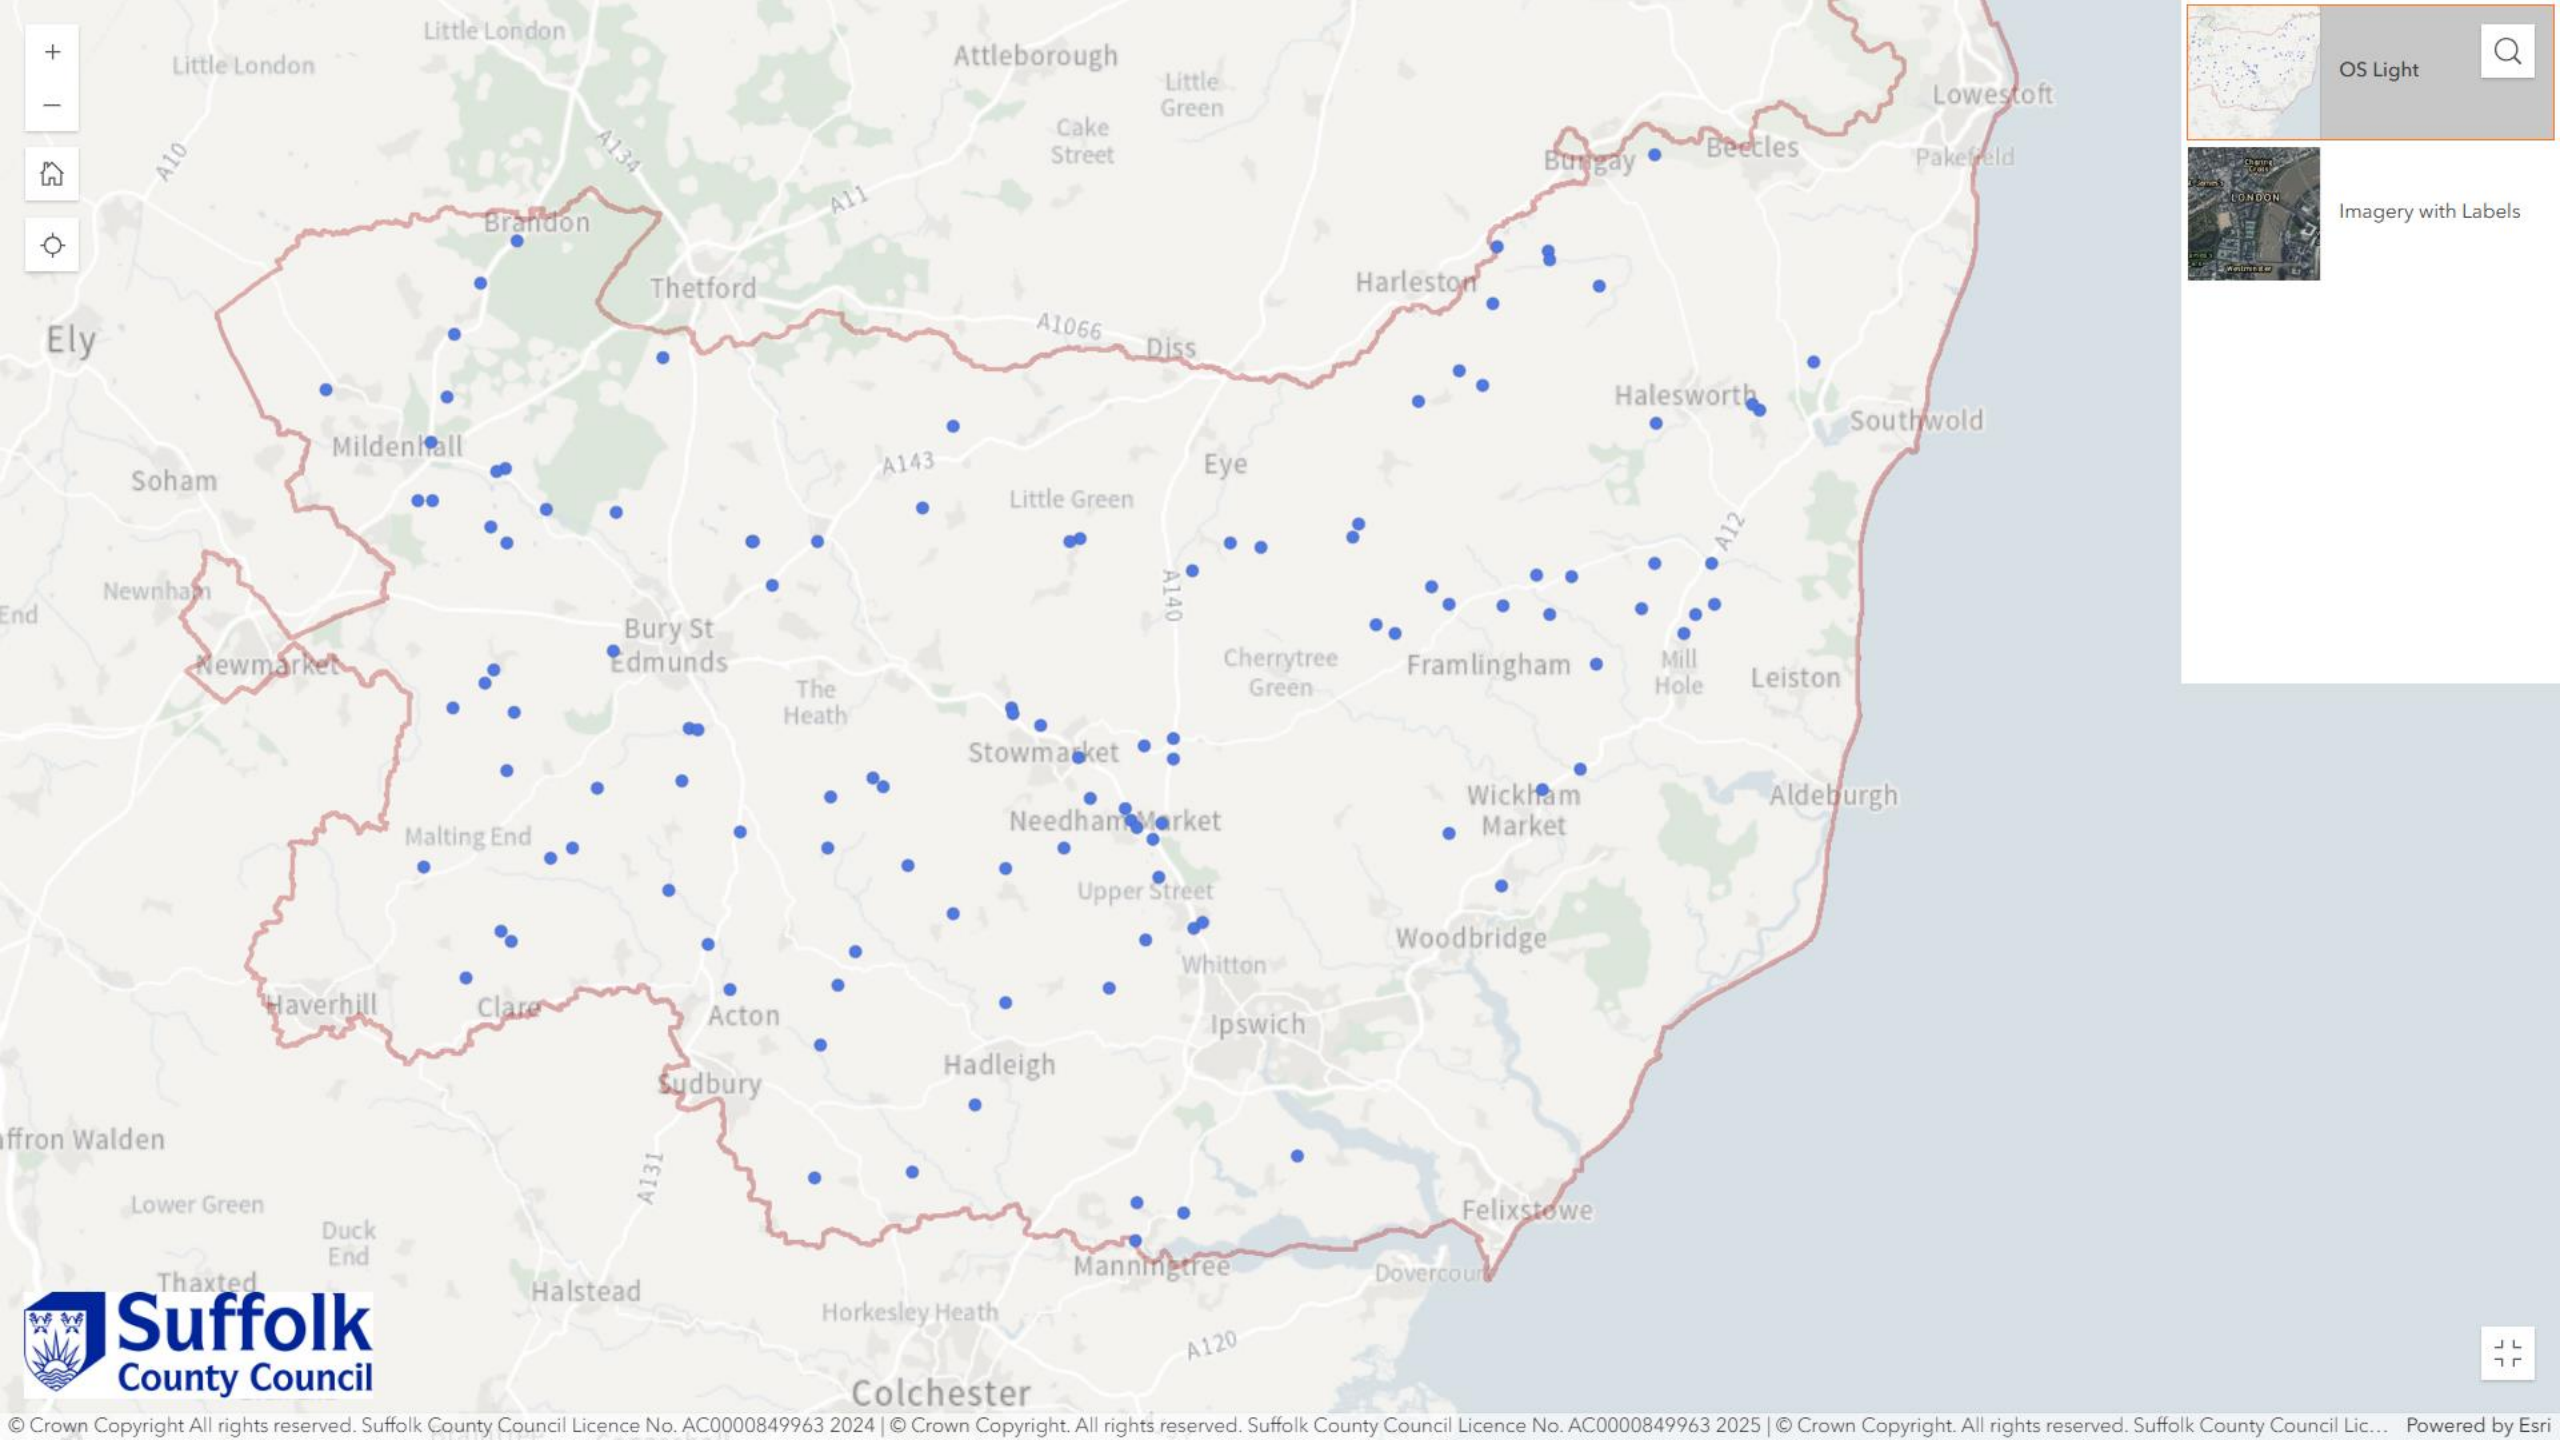 Little London
Attleborough
Little London
Little
Green
Lowestoft
A10
A134
Cake
Street
Bungay
Beccles
Pakefield
A11
Brandon
Thetford
Harleston
A1066
Diss
Ely
Halesworth
Southwold
Mildenhall
A143
Eye
Soham
Little Green
A12
Newnham
A140
End
Bury St
Edmunds
Newmarket
Cherrytree
Green
Framlingham
Mill
Hole
Leiston
The
Heath
Stowmarket
Wickham
Market
Aldeburgh
Needham Market
Malting End
Upper Street
Woodbridge
Whitton
Haverhill
Clare
Acton
Ipswich
Hadleigh
Sudbury
ffron Walden
A131
Lower Green
Felixstowe
Duck
End
Manningtree
Dovercourt
Thaxted
Halstead
Horkesley Heath
A120
Colchester
Suffolk
County Council
OS Light
Imagery with Labels
Charing
Cross
LONDON
Westminster
© Crown Copyright All rights reserved. Suffolk County Council Licence No. AC0000849963 2024 | © Crown Copyright. All rights reserved. Suffolk County Council Licence No. AC0000849963 2025 | © Crown Copyright. All rights reserved. Suffolk County Council Lic... Powered by Esri